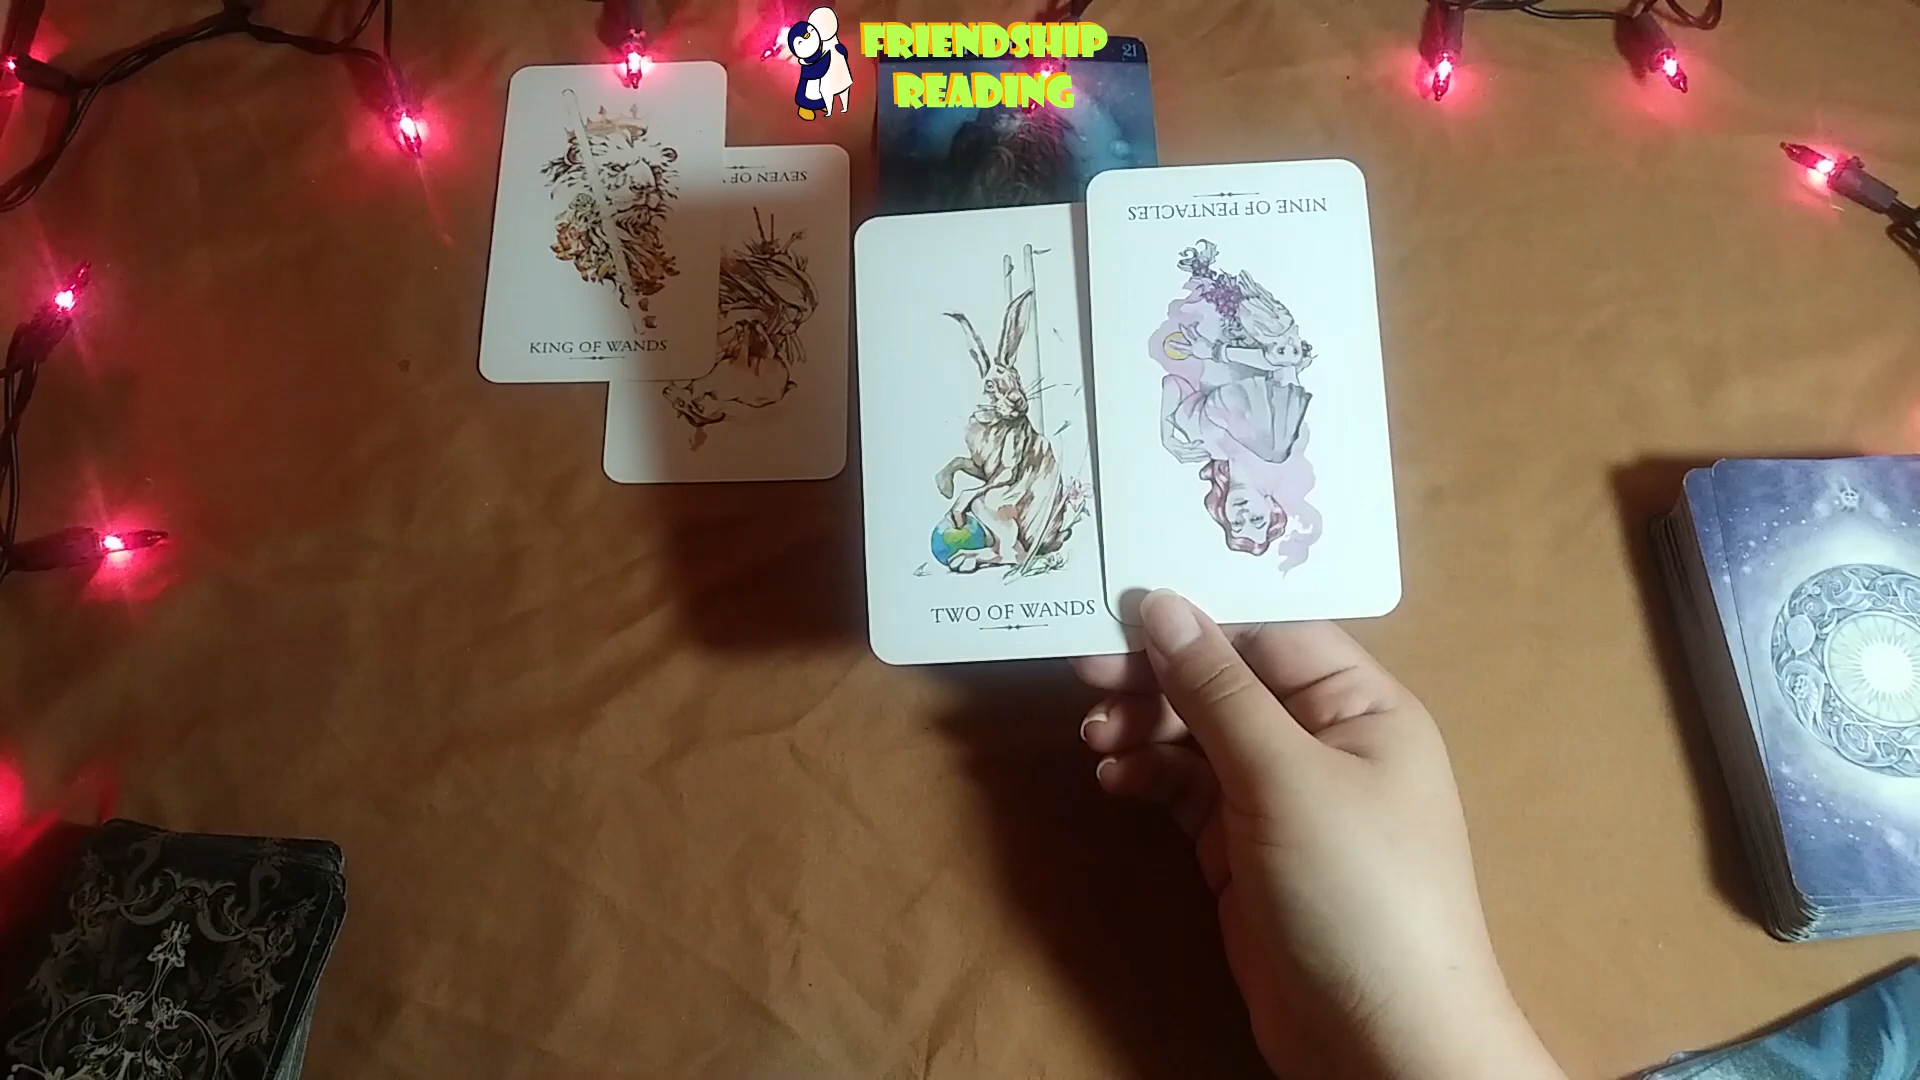 FRIENDSHIP
READING
21
SEVEN OF
NINE OF PENTACLES
KING OF WANDS
TWO OF WANDS